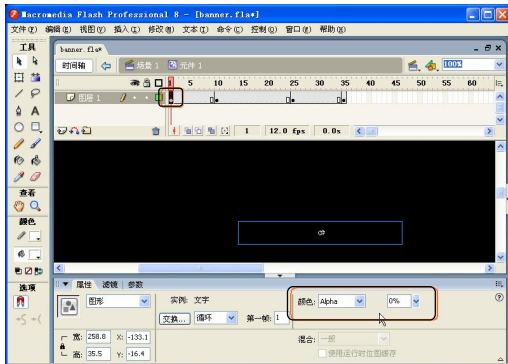 Macromedia Flash Professional 8 - [banner.fla*]
文件(F) 编辑(E) 视图(V) 插入(I) 修改(M) 文本(T) 命令(C) 控制(O) 窗口(W) 帮助(H)
工具
banner.fla*
时间轴 场景 1 元件 1 100%
1 5 10 15 20 25 30 35 40 45 50 55 60
图层 1
1 12.0 fps 0.0s
查看
颜色
选项
属性 滤镜 参数
图形 实例: 文字 颜色: Alpha 0%
交换... 循环 第一帧: 1
宽: 258.8 X: -133.1 混合: 一般
高: 35.5 Y: -16.4 使用运行时位图缓存